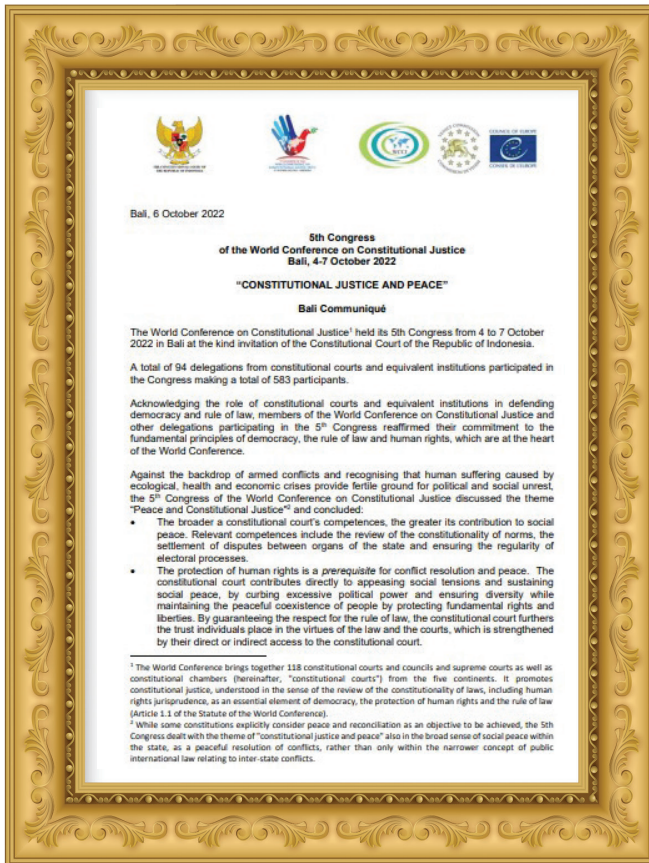 THE CONSTITUTIONAL COURT OF
THE REPUBLIC OF INDONESIA
WCCJ
COUNCIL OF EUROPE
CONSEIL DE L'EUROPE
Bali, 6 October 2022
5th Congress
of the World Conference on Constitutional Justice
Bali, 4-7 October 2022
“CONSTITUTIONAL JUSTICE AND PEACE”
Bali Communiqué
The World Conference on Constitutional Justice¹ held its 5th Congress from 4 to 7 October
2022 in Bali at the kind invitation of the Constitutional Court of the Republic of Indonesia.
A total of 94 delegations from constitutional courts and equivalent institutions participated in
the Congress making a total of 583 participants.
Acknowledging the role of constitutional courts and equivalent institutions in defending
democracy and rule of law, members of the World Conference on Constitutional Justice and
other delegations participating in the 5th Congress reaffirmed their commitment to the
fundamental principles of democracy, the rule of law and human rights, which are at the heart
of the World Conference.
Against the backdrop of armed conflicts and recognising that human suffering caused by
ecological, health and economic crises provide fertile ground for political and social unrest,
the 5th Congress of the World Conference on Constitutional Justice discussed the theme
“Peace and Constitutional Justice”² and concluded:
• The broader a constitutional court’s competences, the greater its contribution to social
peace. Relevant competences include the review of the constitutionality of norms, the
settlement of disputes between organs of the state and ensuring the regularity of
electoral processes.
• The protection of human rights is a prerequisite for conflict resolution and peace. The
constitutional court contributes directly to appeasing social tensions and sustaining
social peace, by curbing excessive political power and ensuring diversity while
maintaining the peaceful coexistence of people by protecting fundamental rights and
liberties. By guaranteeing the respect for the rule of law, the constitutional court furthers
the trust individuals place in the virtues of the law and the courts, which is strengthened
by their direct or indirect access to the constitutional court.
¹ The World Conference brings together 118 constitutional courts and councils and supreme courts as well as
constitutional chambers (hereinafter, "constitutional courts") from the five continents. It promotes
constitutional justice, understood in the sense of the review of the constitutionality of laws, including human
rights jurisprudence, as an essential element of democracy, the protection of human rights and the rule of law
(Article 1.1 of the Statute of the World Conference).
² While some constitutions explicitly consider peace and reconciliation as an objective to be achieved, the 5th
Congress dealt with the theme of "constitutional justice and peace" also in the broad sense of social peace within
the state, as a peaceful resolution of conflicts, rather than only within the narrower concept of public
international law relating to inter-state conflicts.